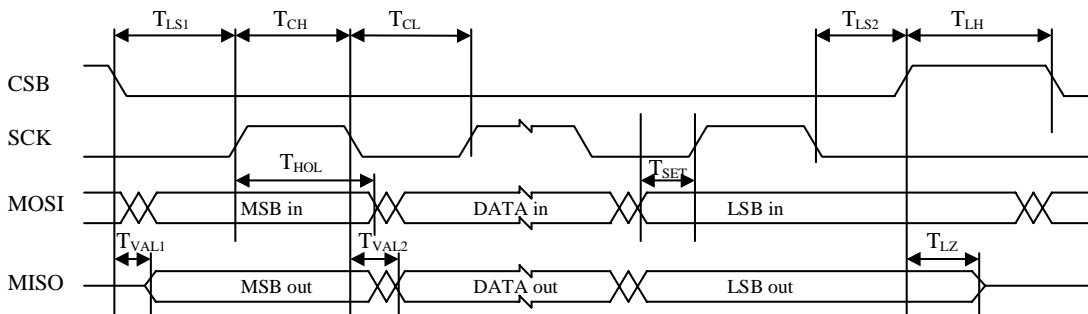 TLS1 TCH TCL TLS2 TLH
CSB
SCK
THOL TSET
MOSI MSB in DATA in LSB in
TVAL1 TVAL2 TLZ
MISO MSB out DATA out LSB out